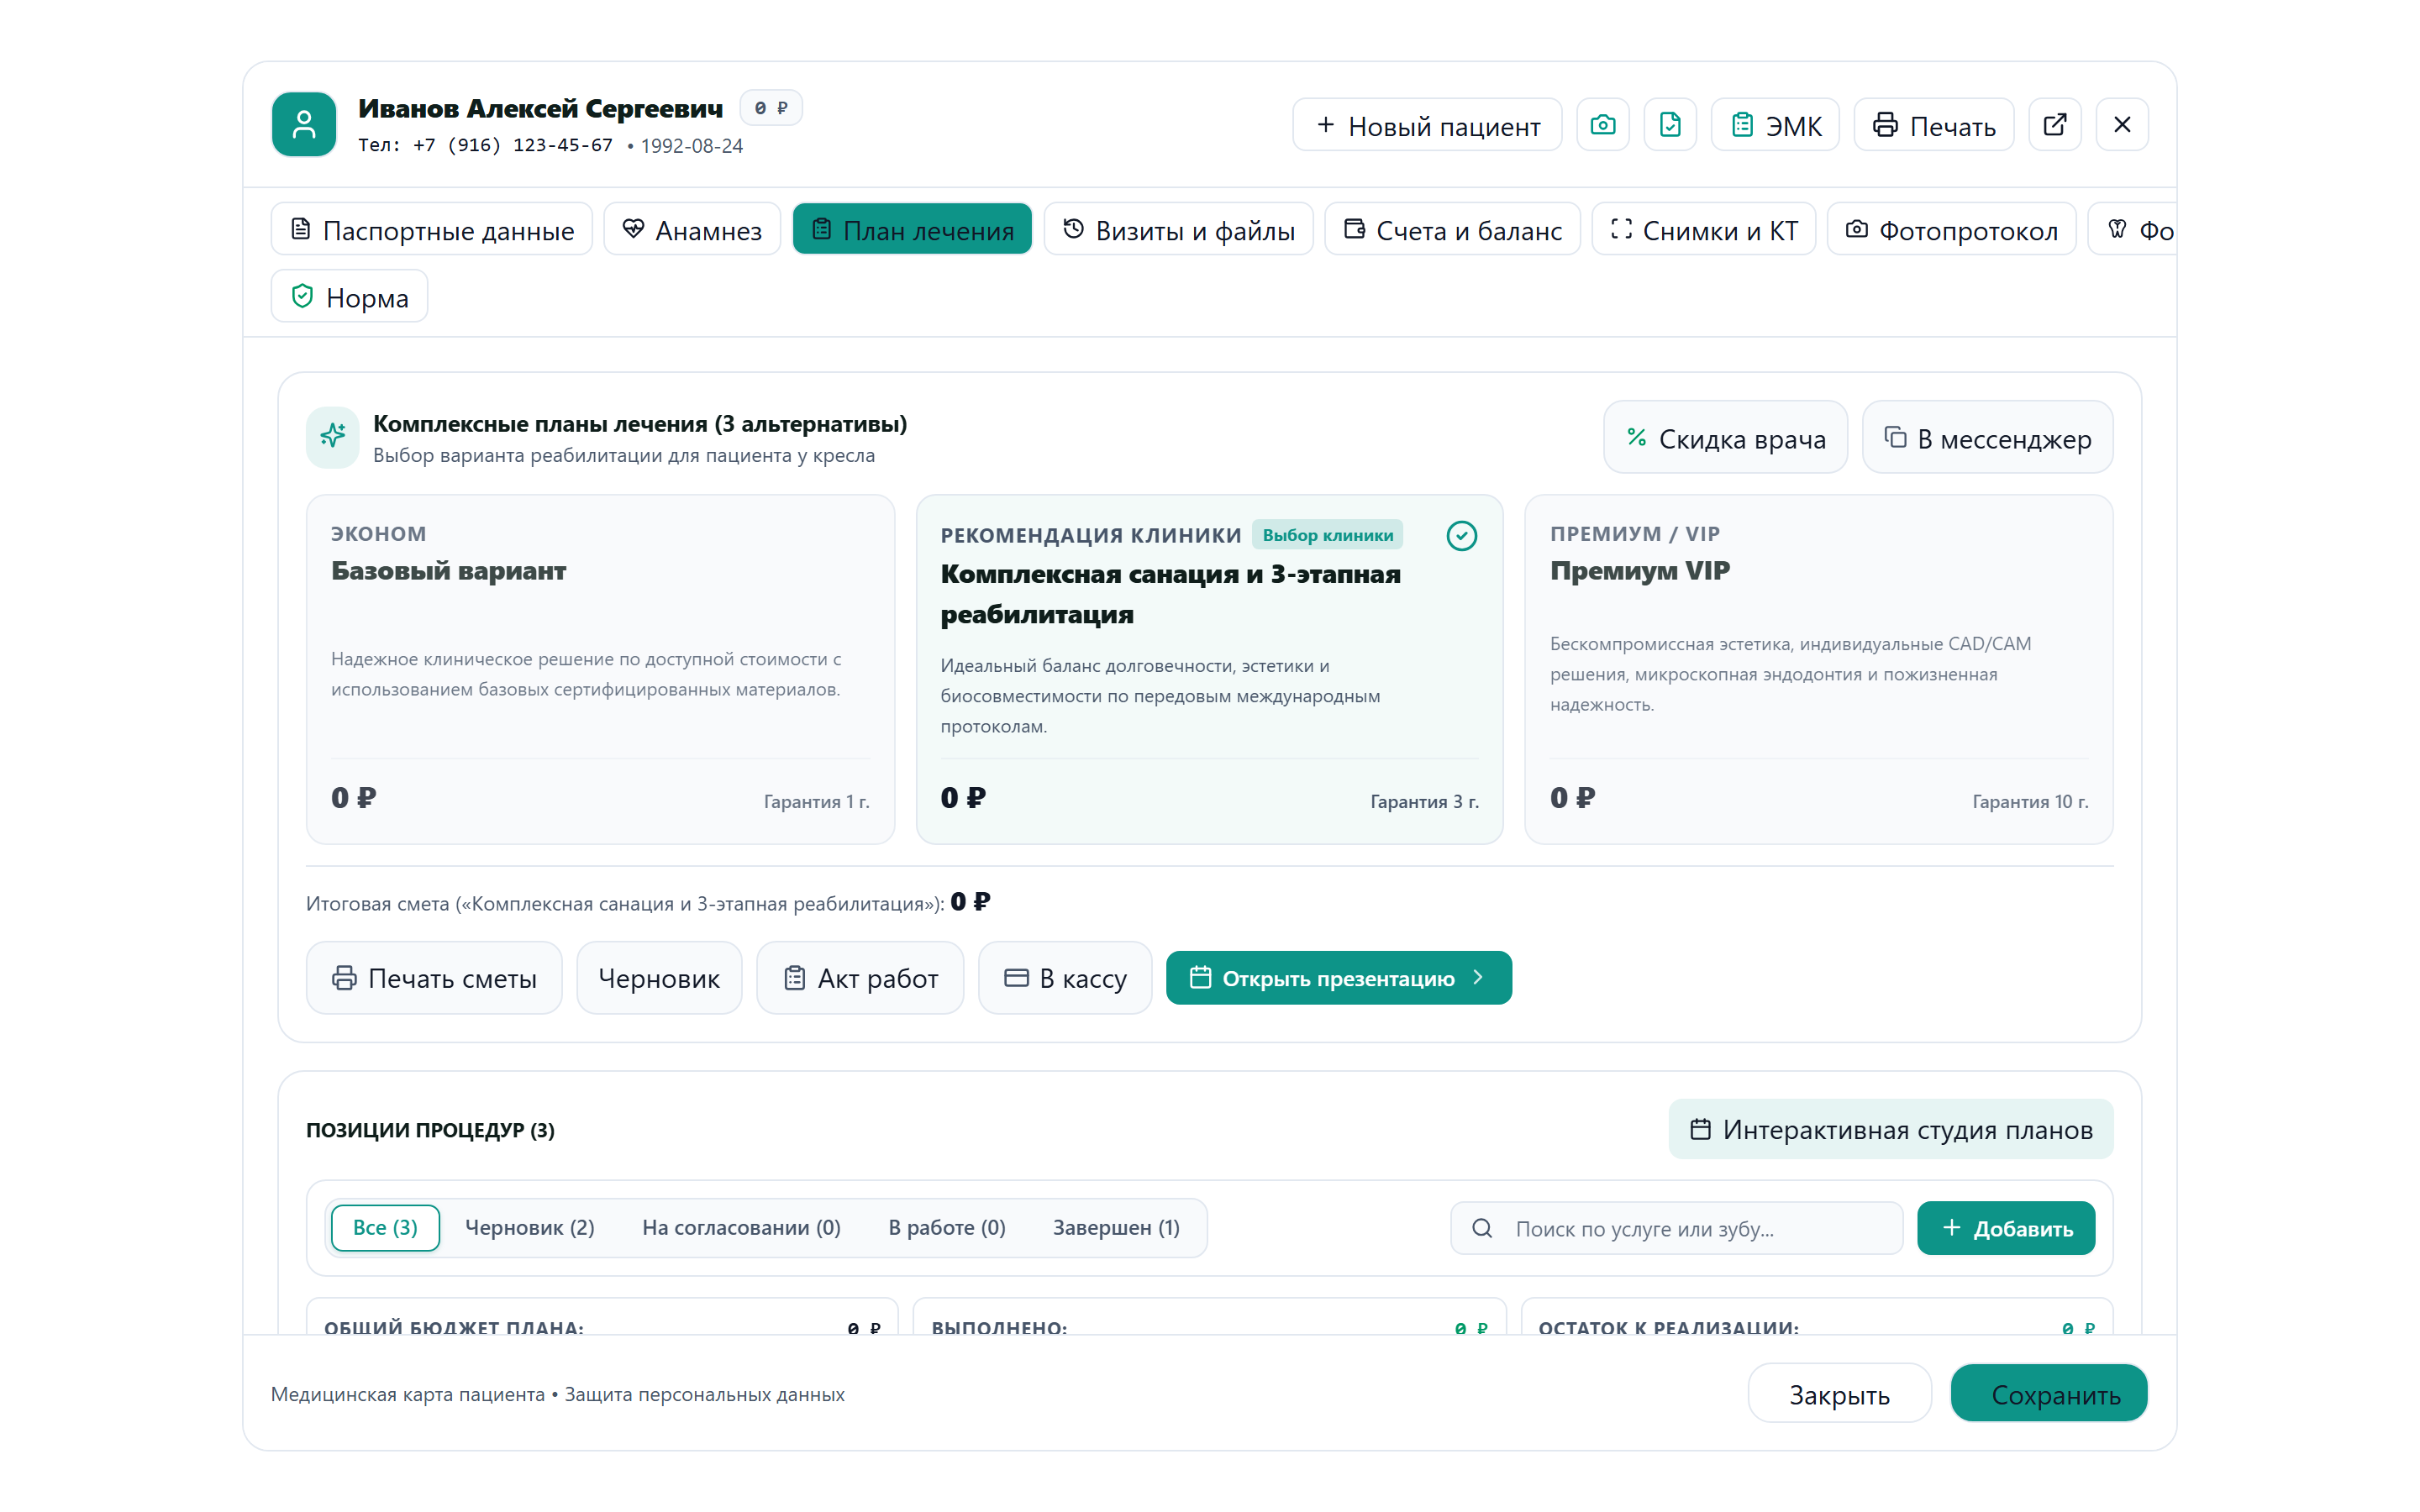 Иванов Алексей Сергеевич 0 ₽
Тел: +7 (916) 123-45-67 • 1992-08-24
Новый пациент
ЭМК
Печать
Паспортные данные
Анамнез
План лечения
Визиты и файлы
Счета и баланс
Снимки и КТ
Фотопротокол
Фо
Норма
Комплексные планы лечения (3 альтернативы)
Выбор варианта реабилитации для пациента у кресла
Скидка врача
В мессенджер
ЭКОНОМ
Базовый вариант
Надежное клиническое решение по доступной стоимости с
использованием базовых сертифицированных материалов.
0 ₽
Гарантия 1 г.
РЕКОМЕНДАЦИЯ КЛИНИКИ Выбор клиники
Комплексная санация и 3-этапная
реабилитация
Идеальный баланс долговечности, эстетики и
биосовместимости по передовым международным
протоколам.
0 ₽
Гарантия 3 г.
ПРЕМИУМ / VIP
Премиум VIP
Бескомпромиссная эстетика, индивидуальные CAD/CAM
решения, микроскопная эндодонтия и пожизненная
надежность.
0 ₽
Гарантия 10 г.
Итоговая смета («Комплексная санация и 3-этапная реабилитация»): 0 ₽
Печать сметы
Черновик
Акт работ
В кассу
Открыть презентацию
ПОЗИЦИИ ПРОЦЕДУР (3)
Интерактивная студия планов
Все (3)
Черновик (2)
На согласовании (0)
В работе (0)
Завершен (1)
Поиск по услуге или зубу...
Добавить
ОБЩИЙ БЮДЖЕТ ПЛАНА: 0 ₽
ВЫПОЛНЕНО: 0 ₽
ОСТАТОК К РЕАЛИЗАЦИИ: 0 ₽
Медицинская карта пациента • Защита персональных данных
Закрыть
Сохранить